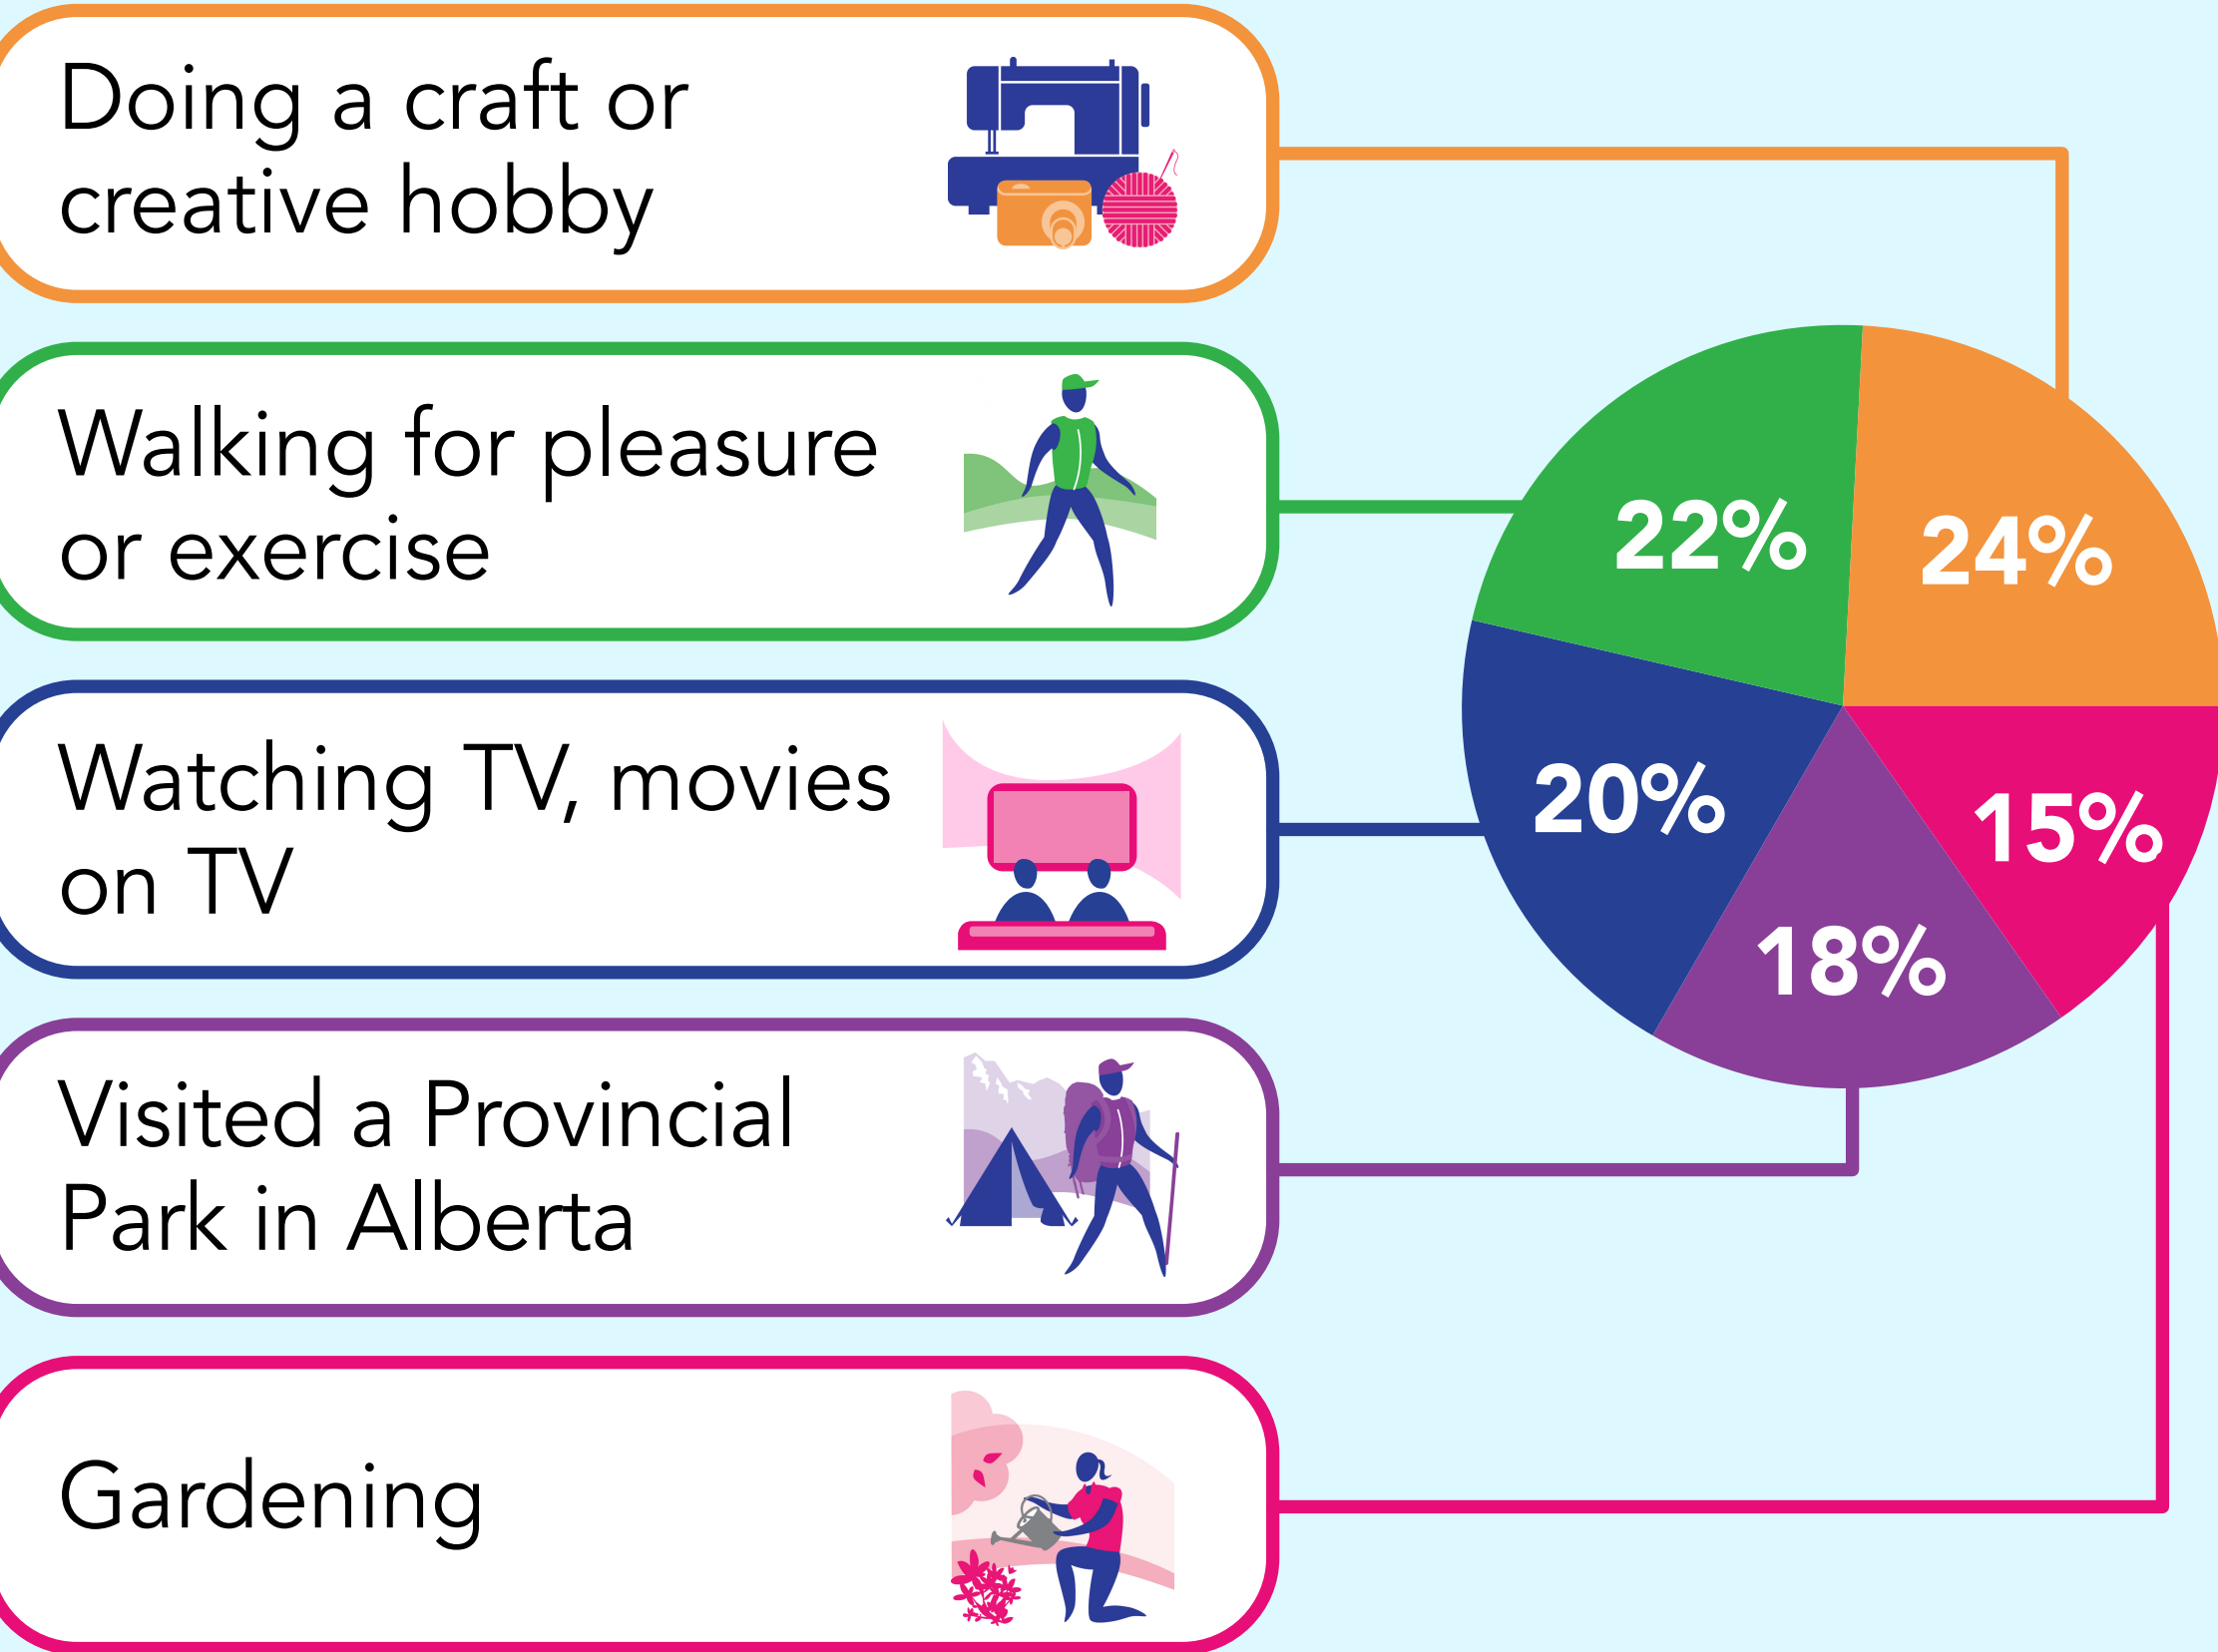 Doing a craft or
creative hobby
Walking for pleasure
or exercise
Watching TV, movies
on TV
Visited a Provincial
Park in Alberta
Gardening
22%
24%
20%
15%
18%